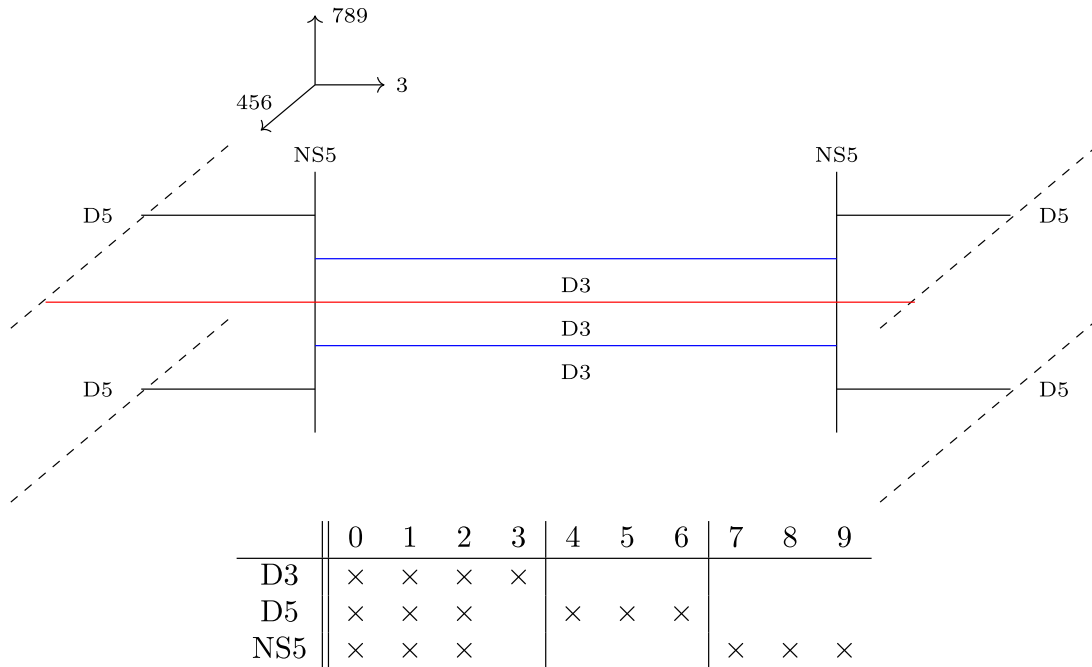 789
3
456
NS5 NS5
D5 D5
D3
D3
D3
D5 D5
0 1 2 3 4 5 6 7 8 9
D3 × × × ×
D5 × × × × × ×
NS5 × × × × × ×